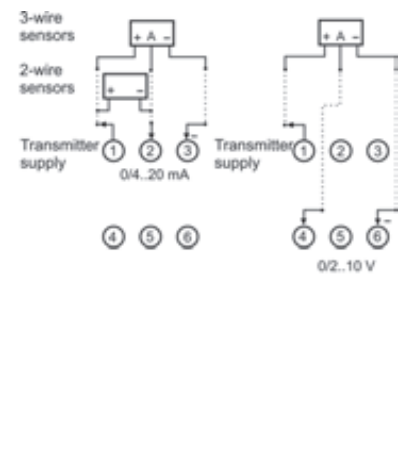 3-wire
sensors
+ A -
+ A -
2-wire
sensors
+ -
Transmitter
supply
1 2 3 -
0/4..20 mA
Transmitter
supply
1 2 3
4 5 6
4 5 6 -
0/2..10 V